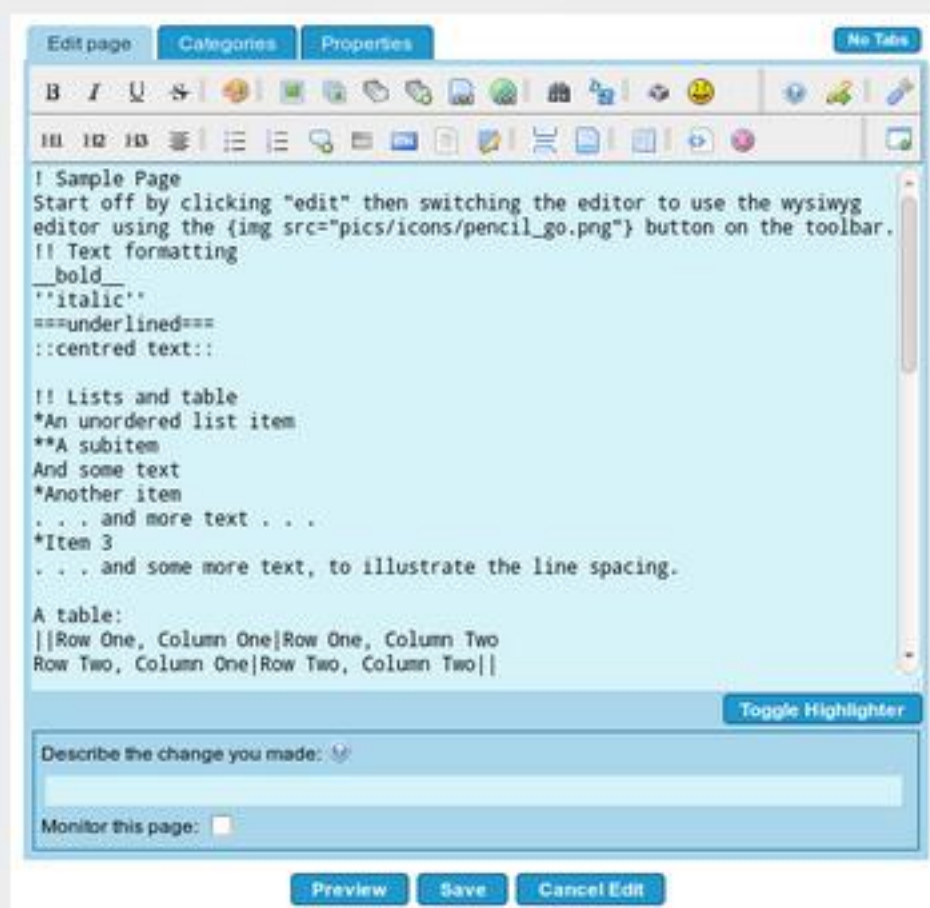 Edit page Categories Properties No Tabs
B I U S
H1 H2 H3
! Sample Page
Start off by clicking "edit" then switching the editor to use the wysiwyg
editor using the {img src="pics/icons/pencil_go.png"} button on the toolbar.
!! Text formatting
__bold__
''italic''
===underlined===
::centred text::
!! Lists and table
*An unordered list item
**A subitem
And some text
*Another item
. . . and more text . . .
*Item 3
. . . and some more text, to illustrate the line spacing.
A table:
||Row One, Column One|Row One, Column Two
Row Two, Column One|Row Two, Column Two||
Toggle Highlighter
Describe the change you made:
Monitor this page:
Preview Save Cancel Edit